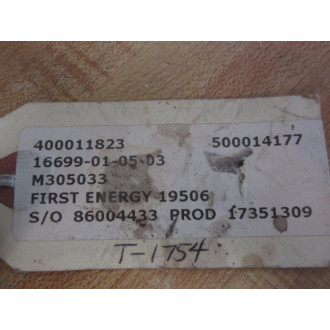 400011823 500014177
16699-01-05-03
M305033
FIRST ENERGY 19506
S/O 86004433 PROD 17351309
T-1754